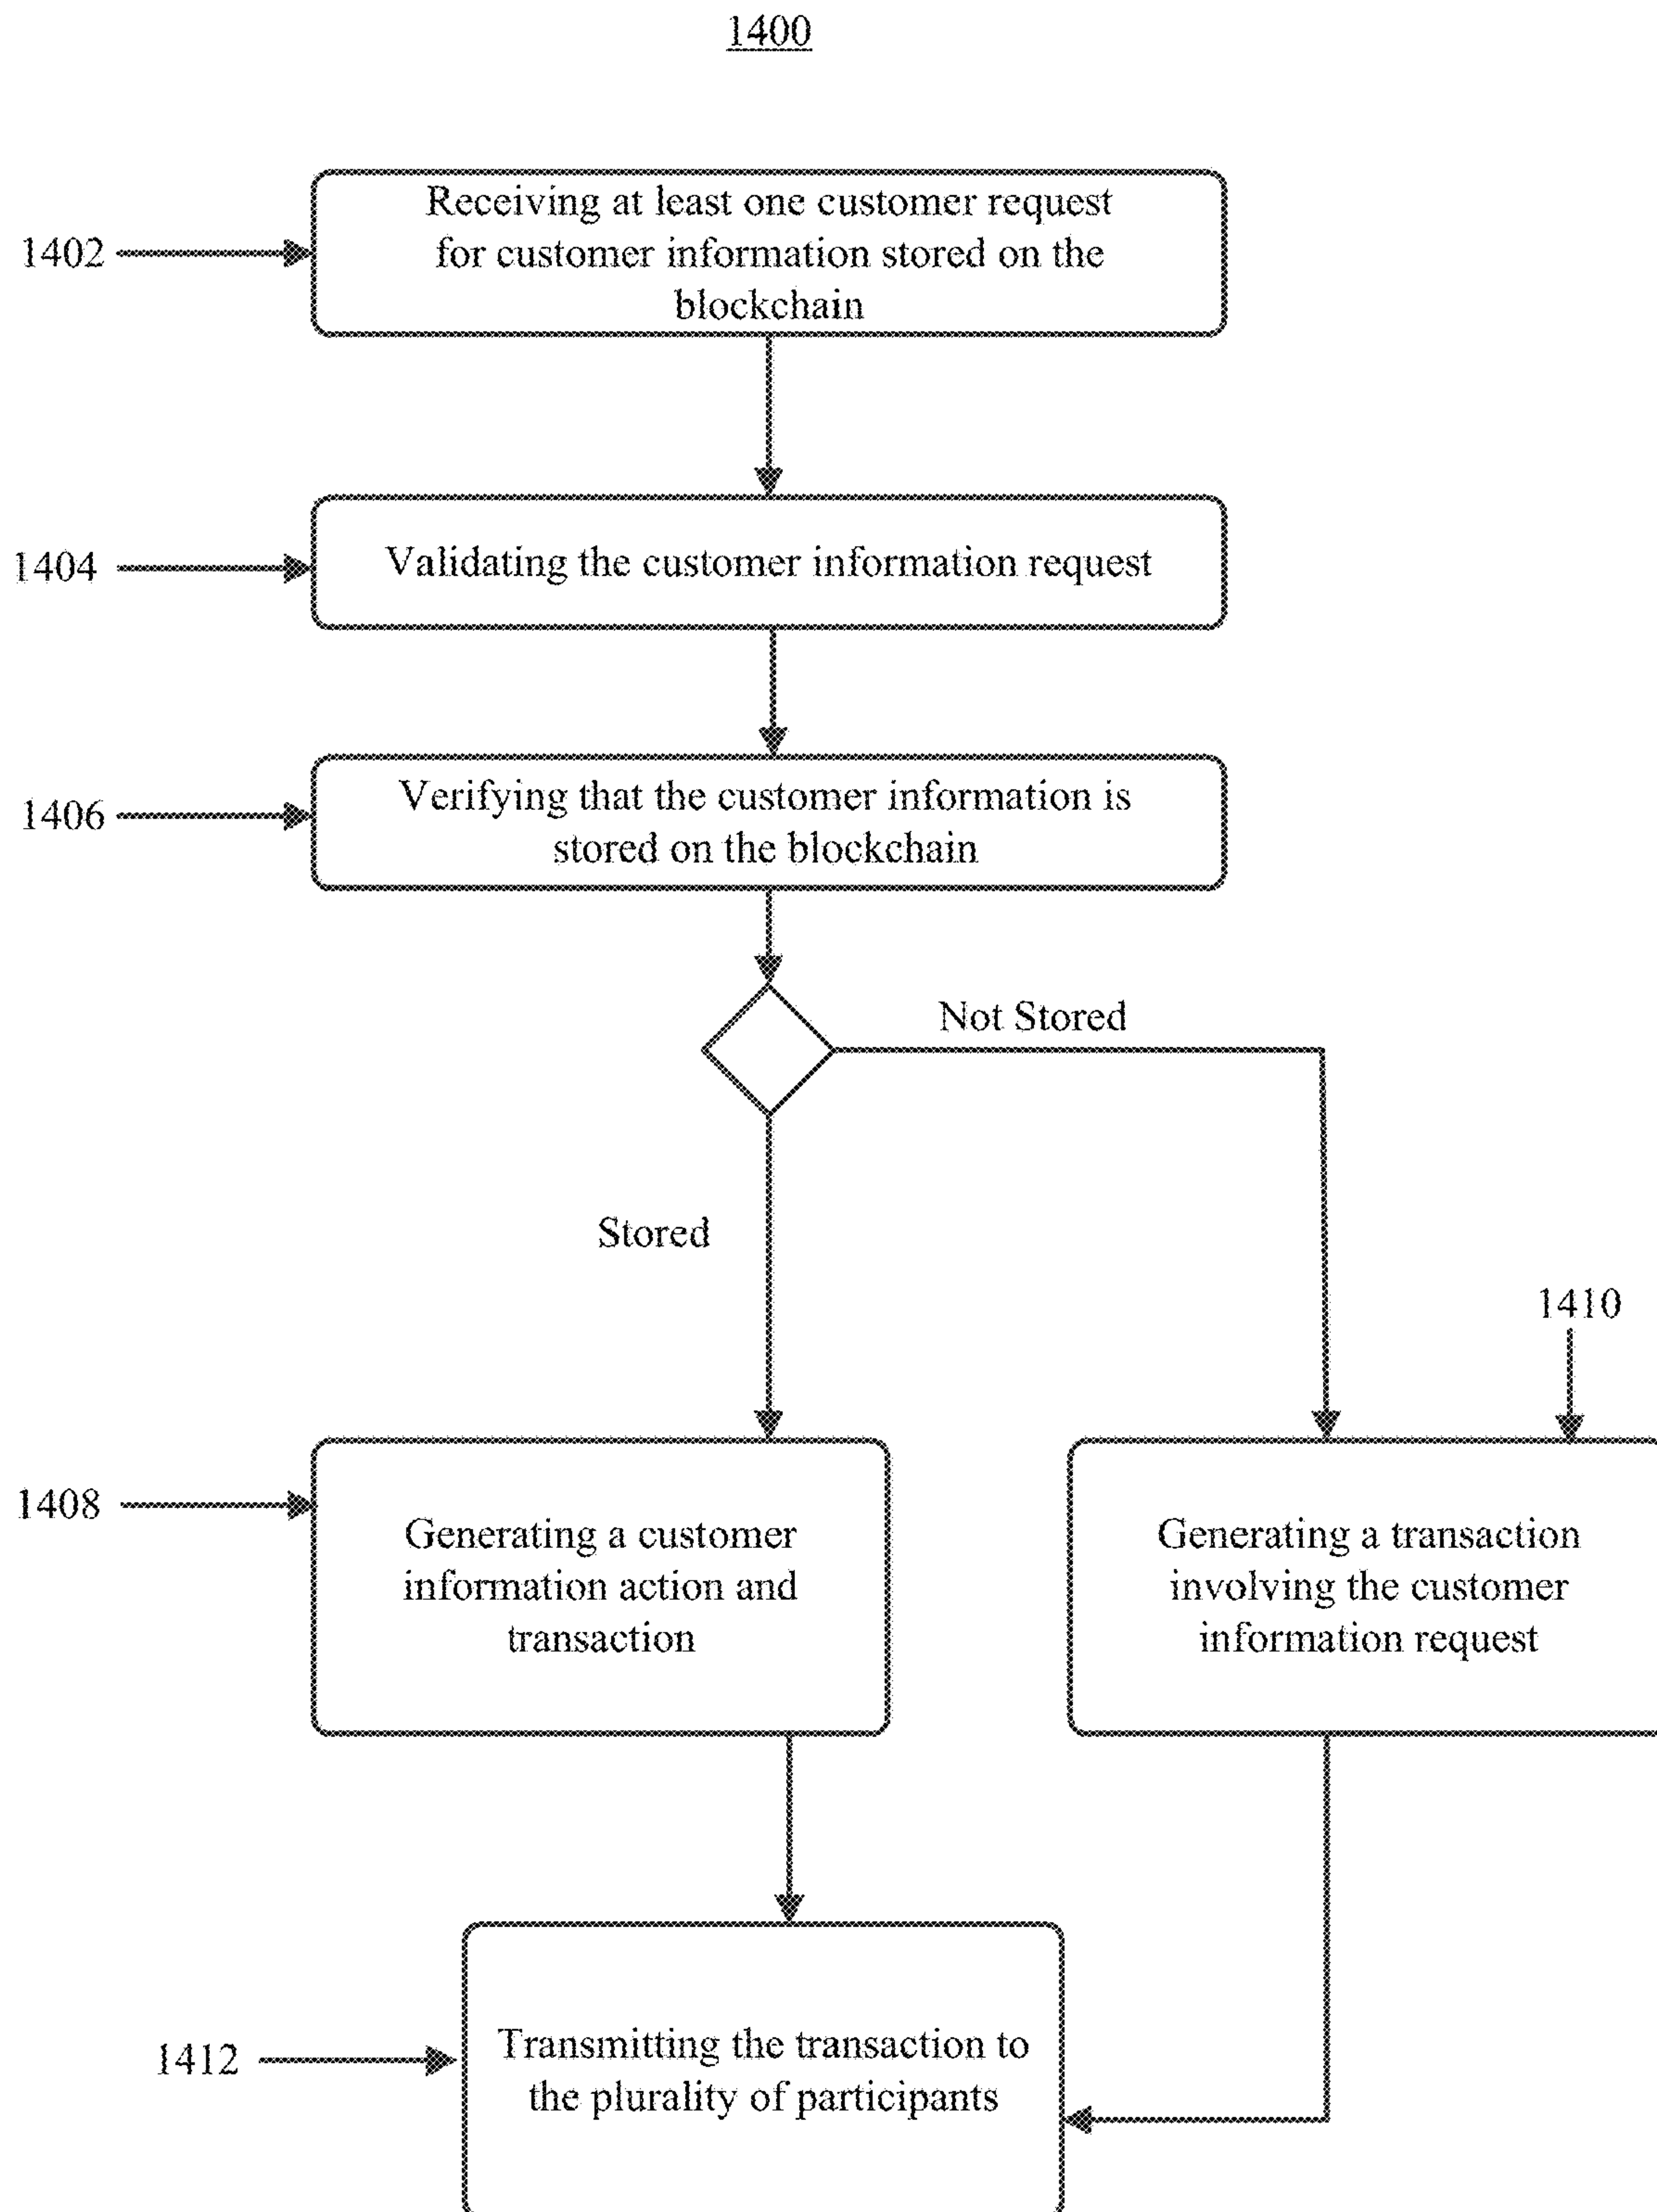 1400
1402
Receiving at least one customer request
for customer information stored on the
blockchain
1404
Validating the customer information request
1406
Verifying that the customer information is
stored on the blockchain
Not Stored
Stored
1410
1408
Generating a customer
information action and
transaction
Generating a transaction
involving the customer
information request
1412
Transmitting the transaction to
the plurality of participants